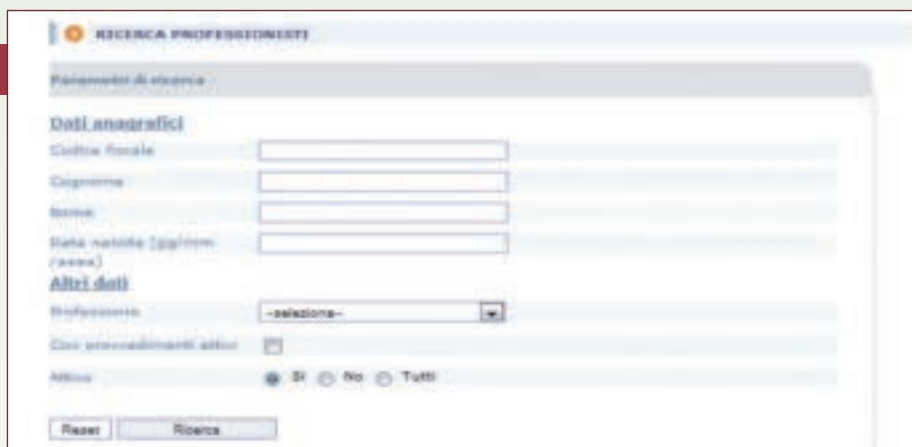 RICERCA PROFESSIONISTI
Parametri di ricerca
Dati anagrafici
Codice fiscale
Cognome
Nome
Data nascita (gg/mm
/aaaa)
Altri dati
Professione
Con provvedimenti attivi
Attivo Si No Tutti
--seleziona--
Reset Ricerca